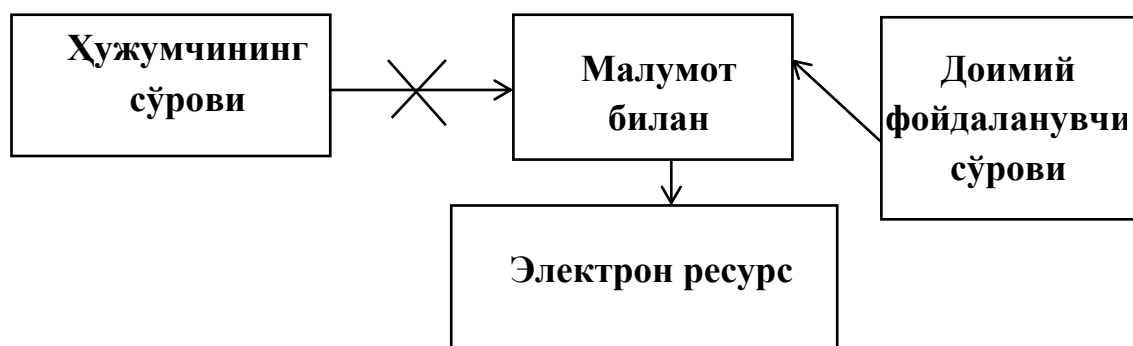 Ҳужумчининг
сўрови
Малумот
билан
Доимий
фойдаланувчи
сўрови
Электрон ресурс